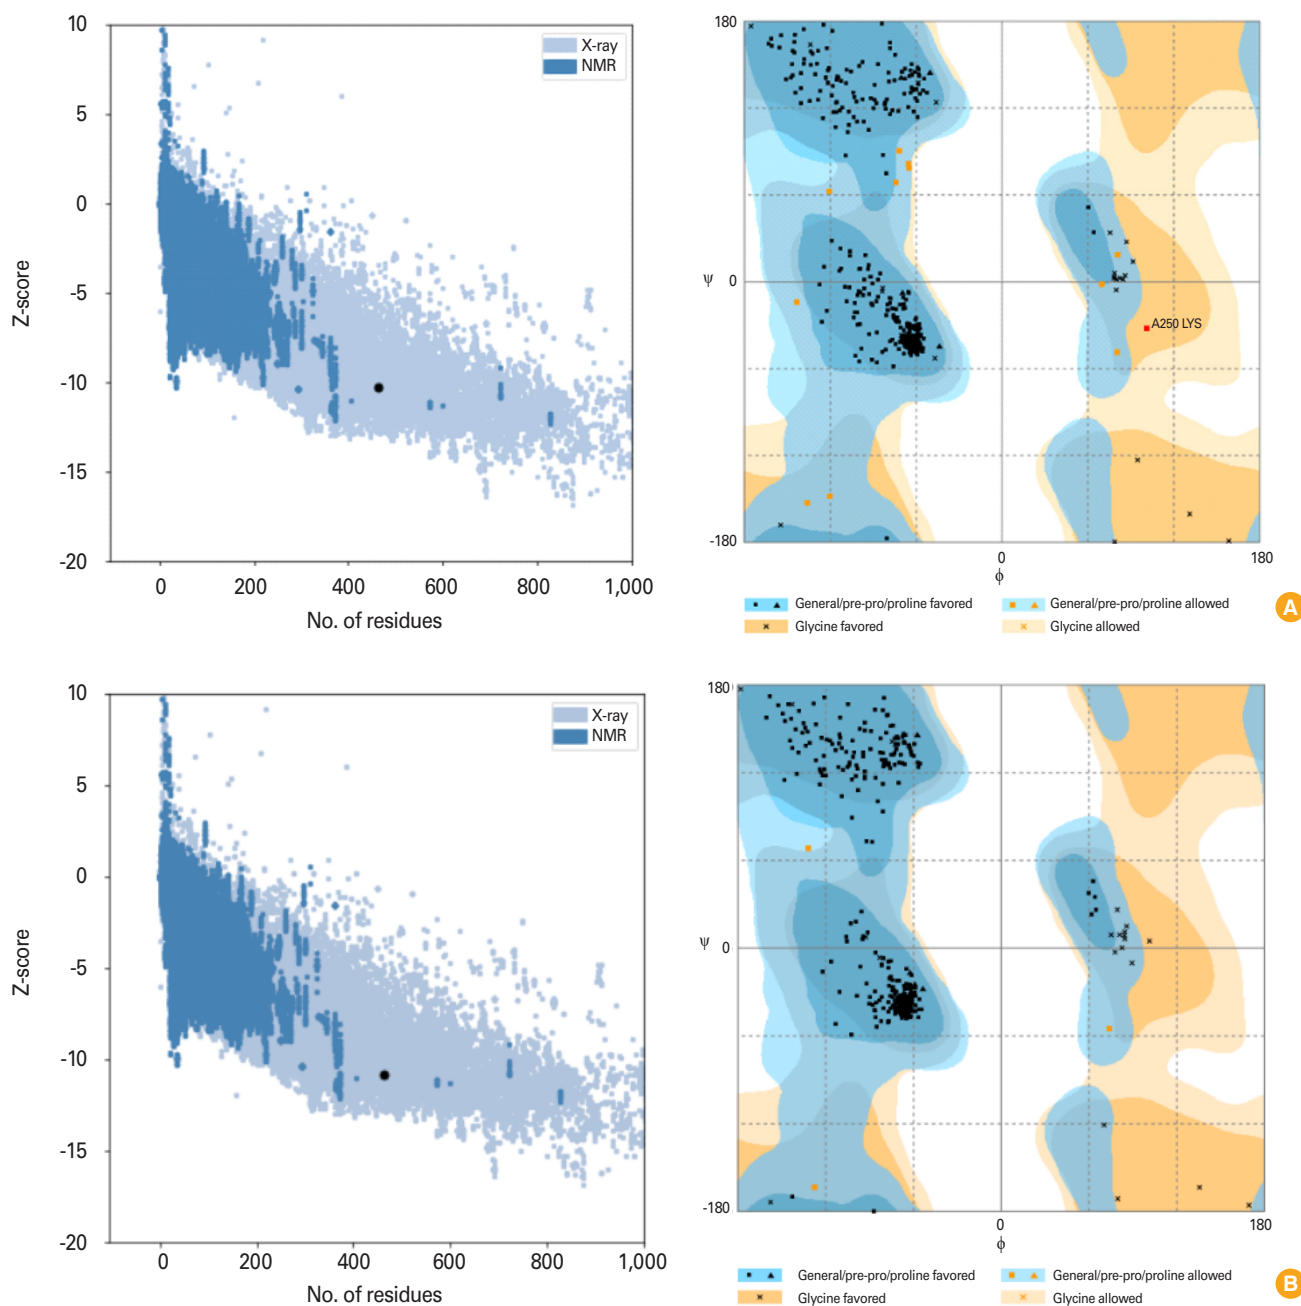 10
5
0
-5
-10
-15
-20
Z-score
X-ray
NMR
0 200 400 600 800 1,000
No. of residues
180
ψ 0
-180
A250 LYS
0 180
ϕ
General/pre-pro/proline favored General/pre-pro/proline allowed
Glycine favored Glycine allowed
A
10
5
0
-5
-10
-15
-20
Z-score
X-ray
NMR
0 200 400 600 800 1,000
No. of residues
180
ψ 0
-180
0 180
ϕ
General/pre-pro/proline favored General/pre-pro/proline allowed
Glycine favored Glycine allowed
B